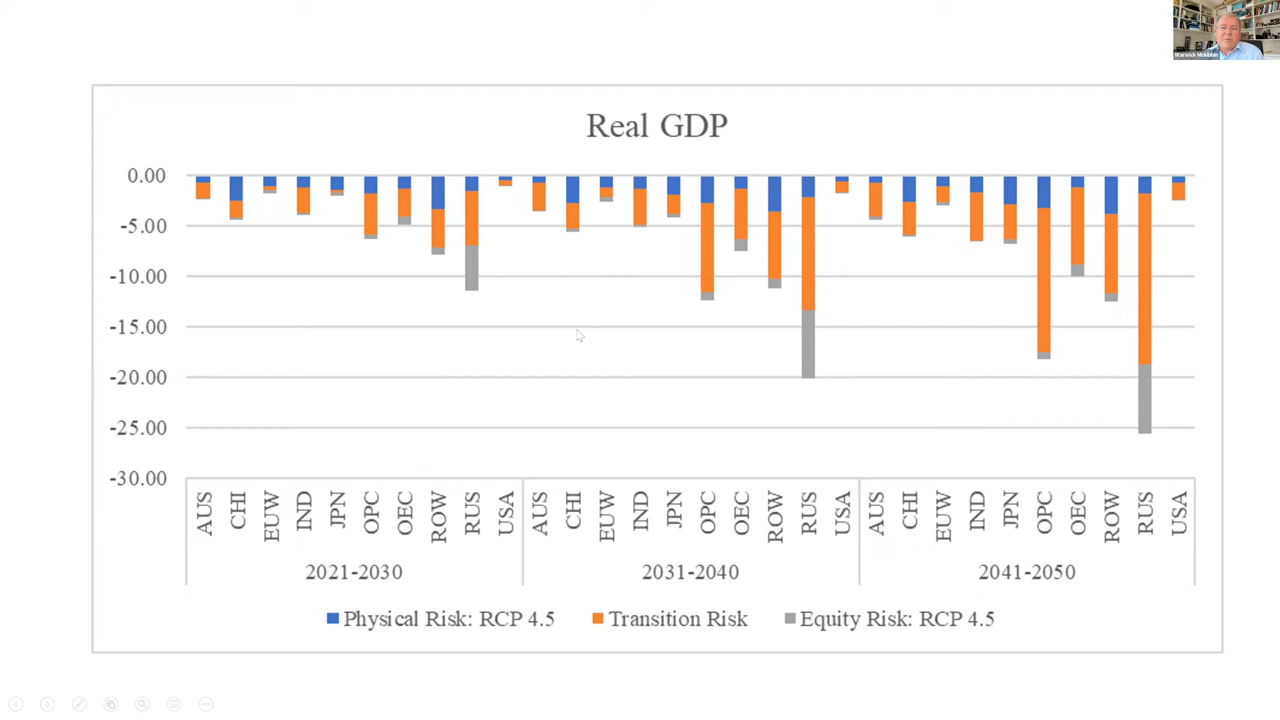 Warwick McKibbin
Real GDP
0.00
-5.00
-10.00
-15.00
-20.00
-25.00
-30.00
AUS CHI EUW IND JPN OPC OEC ROW RUS USA AUS CHI EUW IND JPN OPC OEC ROW RUS USA AUS CHI EUW IND JPN OPC OEC ROW RUS USA
2021-2030 2031-2040 2041-2050
Physical Risk: RCP 4.5 Transition Risk Equity Risk: RCP 4.5